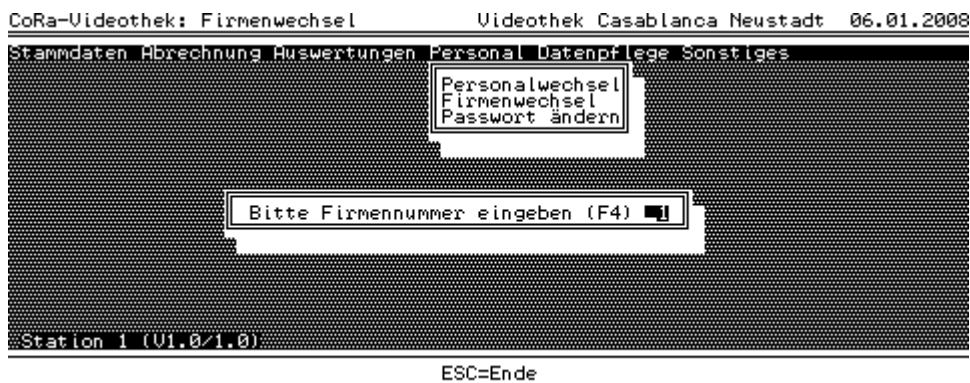 CoRa-Videothek: Firmenwechsel Videothek Casablanca Neustadt 06.01.2008
Stammdaten Abrechnung Auswertungen Personal Datenpflege Sonstiges
Personalwechsel
Firmenwechsel
Passwort ändern
Bitte Firmennummer eingeben (F4) 1
Station 1 (V1.0/1.0)
ESC=Ende